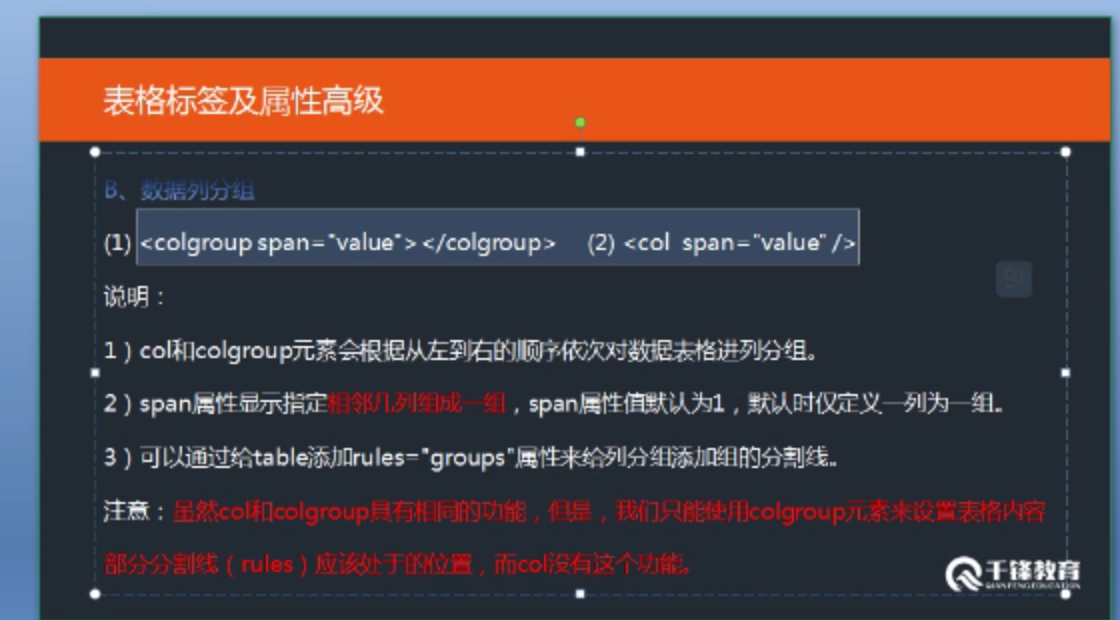 表格标签及属性高级
B、数据列分组
(1) <colgroup span="value"></colgroup> (2) <col span="value" />
说明：
1）col和colgroup元素会根据从左到右的顺序依次对数据表格进列分组。
2）span属性显示指定相邻几列组成一组，span属性值默认为1，默认时仅定义一列为一组。
3）可以通过给table添加rules="groups"属性来给列分组添加组的分割线。
注意：虽然col和colgroup具有相同的功能，但是，我们只能使用colgroup元素来设置表格内容
部分分割线（rules）应该处于的位置，而col没有这个功能。
千锋教育